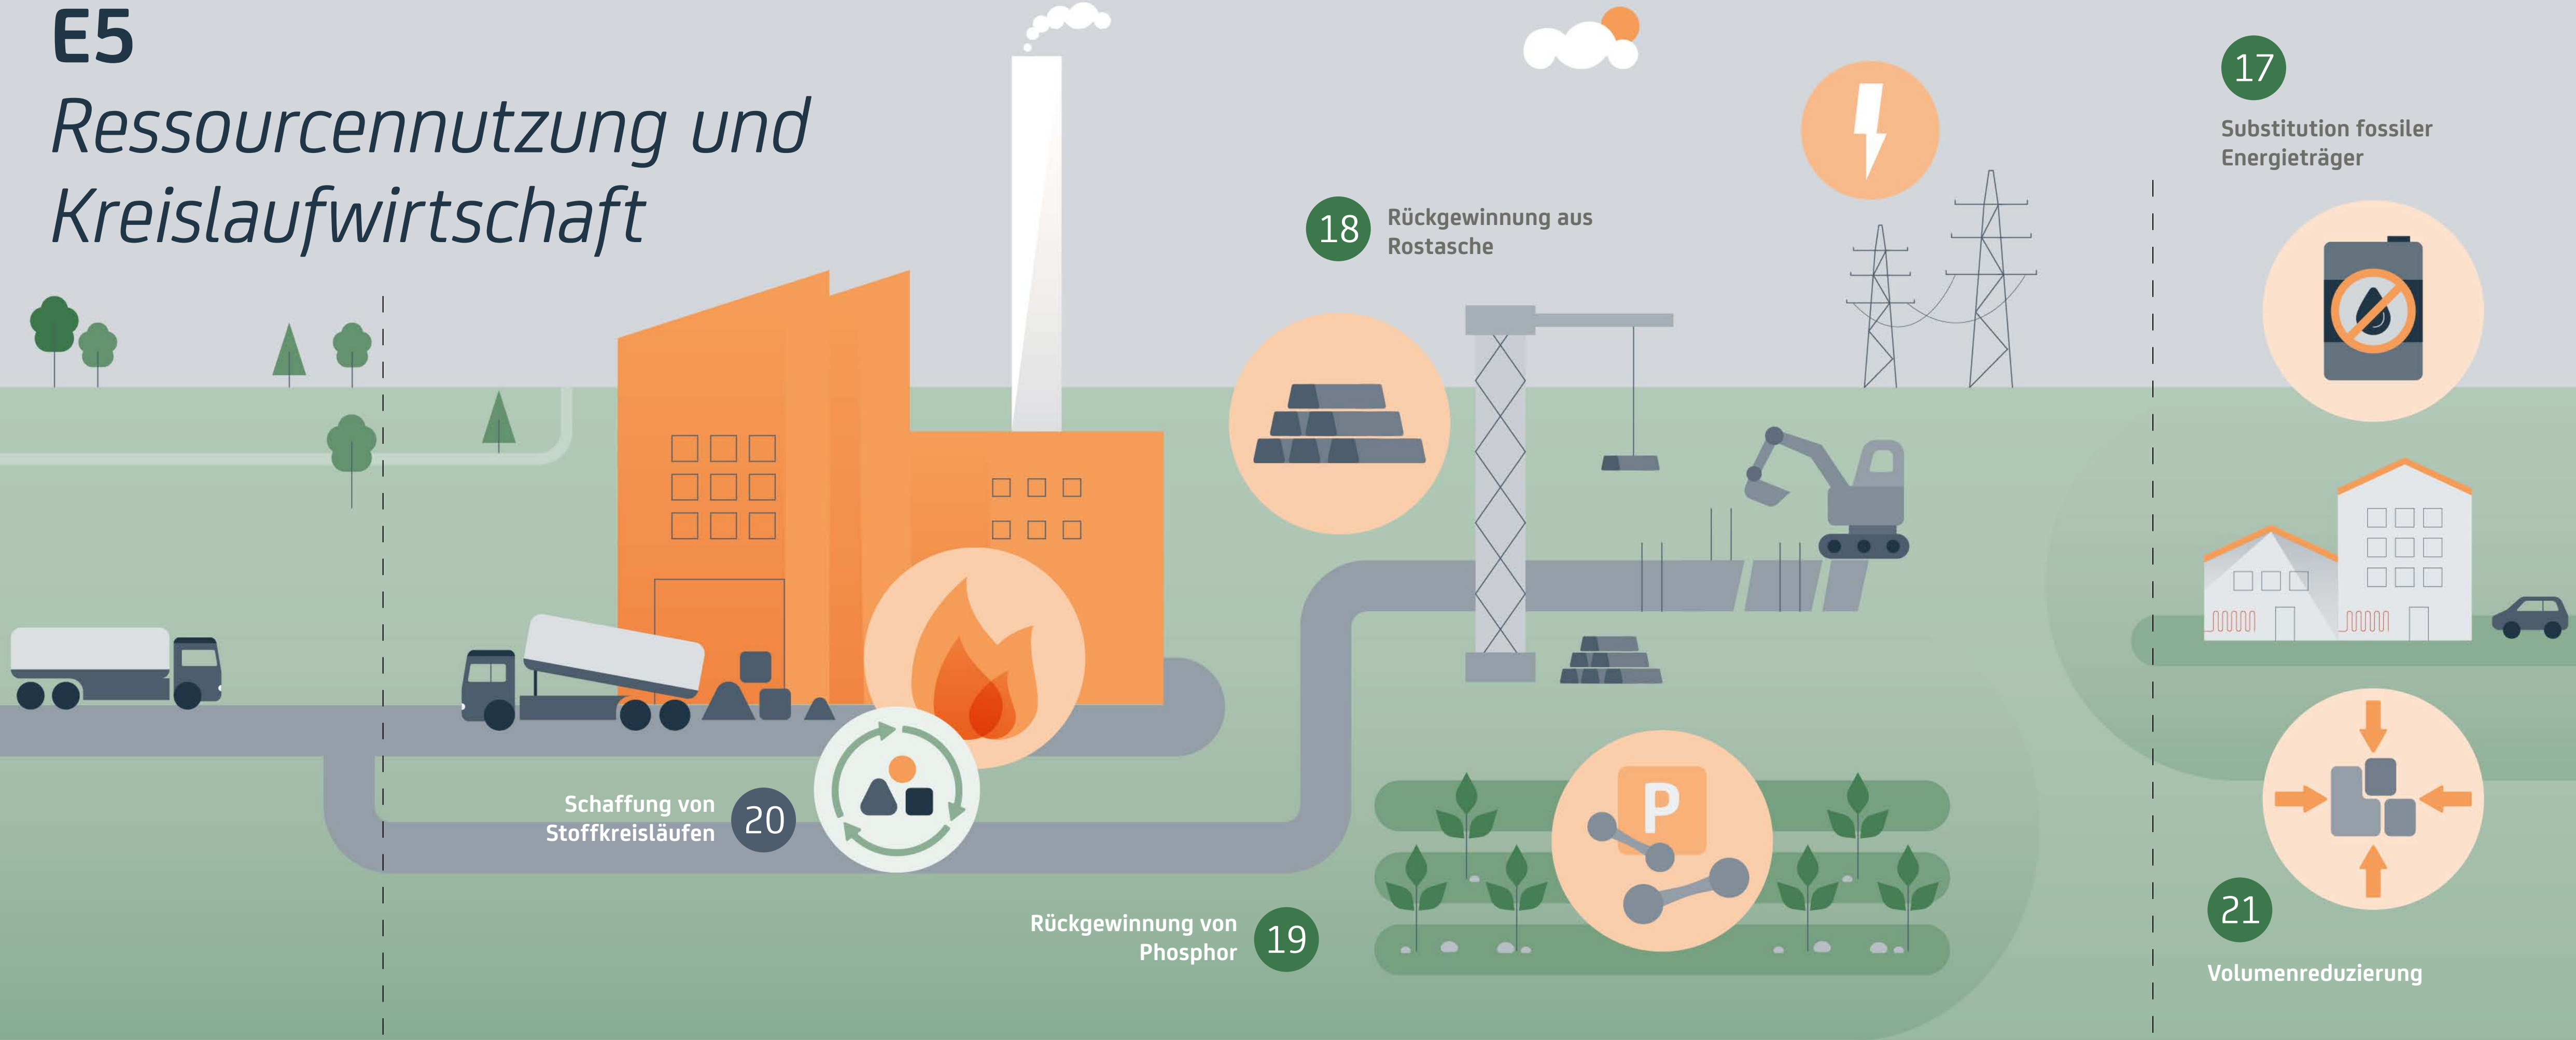 E5
Ressourcennutzung und
Kreislaufwirtschaft
17
Substitution fossiler
Energieträger
18
Rückgewinnung aus
Rostasche
Schaffung von
Stoffkreisläufen
20
P
Rückgewinnung von
Phosphor
19
21
Volumenreduzierung